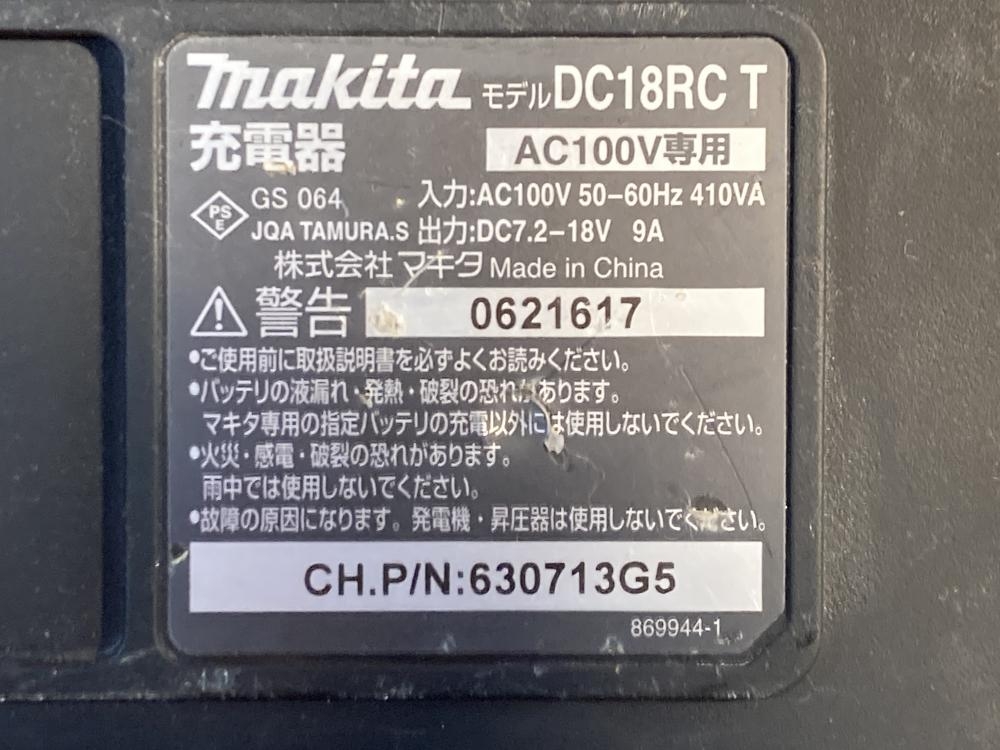 makita モデル DC18RC T
充電器 AC100V専用
PS E GS 064 入力:AC100V 50-60Hz 410VA
JQA TAMURA.S 出力:DC7.2-18V 9A
株式会社マキタ Made in China
警告 0621617
•ご使用前に取扱説明書を必ずよくお読みください。
•バッテリの液漏れ・発熱・破裂の恐れがあります。
マキタ専用の指定バッテリの充電以外には使用しないでください。
•火災・感電・破裂の恐れがあります。
雨中では使用しないでください。
•故障の原因になります。発電機・昇圧器は使用しないでください。
CH.P/N:630713G5
869944-1